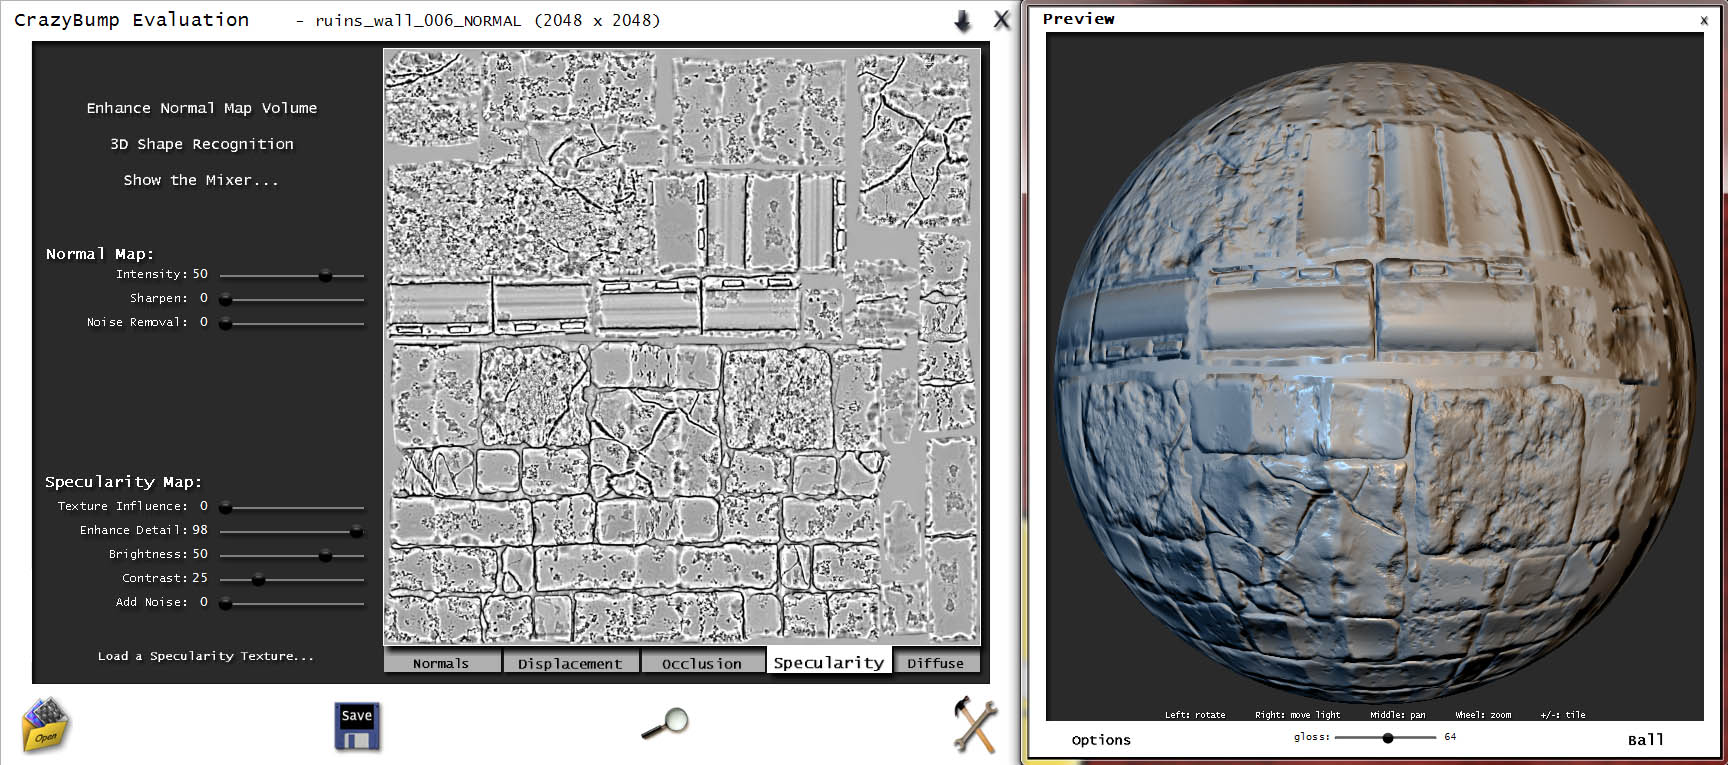 CrazyBump Evaluation - ruins_wall_006_NORMAL (2048 x 2048)
X
Enhance Normal Map Volume
3D Shape Recognition
Show the Mixer...
Normal Map:
Intensity: 50
Sharpen: 0
Noise Removal: 0
Specularity Map:
Texture Influence: 0
Enhance Detail: 98
Brightness: 50
Contrast: 25
Add Noise: 0
Load a Specularity Texture...
Normals Displacement Occlusion Specularity Diffuse
Open
Save
Preview
x
Left: rotate Right: move light Middle: pan Wheel: zoom +/-: tile
Options gloss: 64 Ball